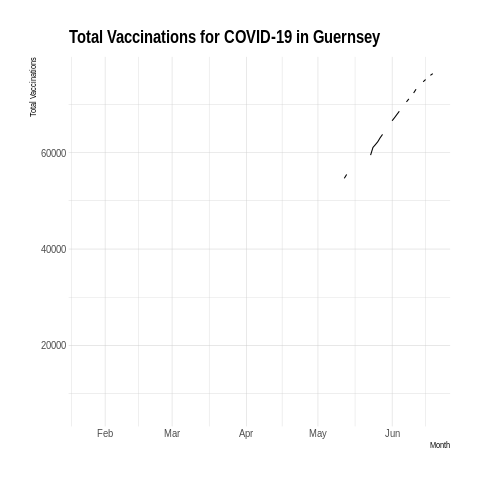 Total Vaccinations for COVID-19 in Guernsey
Total Vaccinations
60000
40000
20000
Feb Mar Apr May Jun
Month